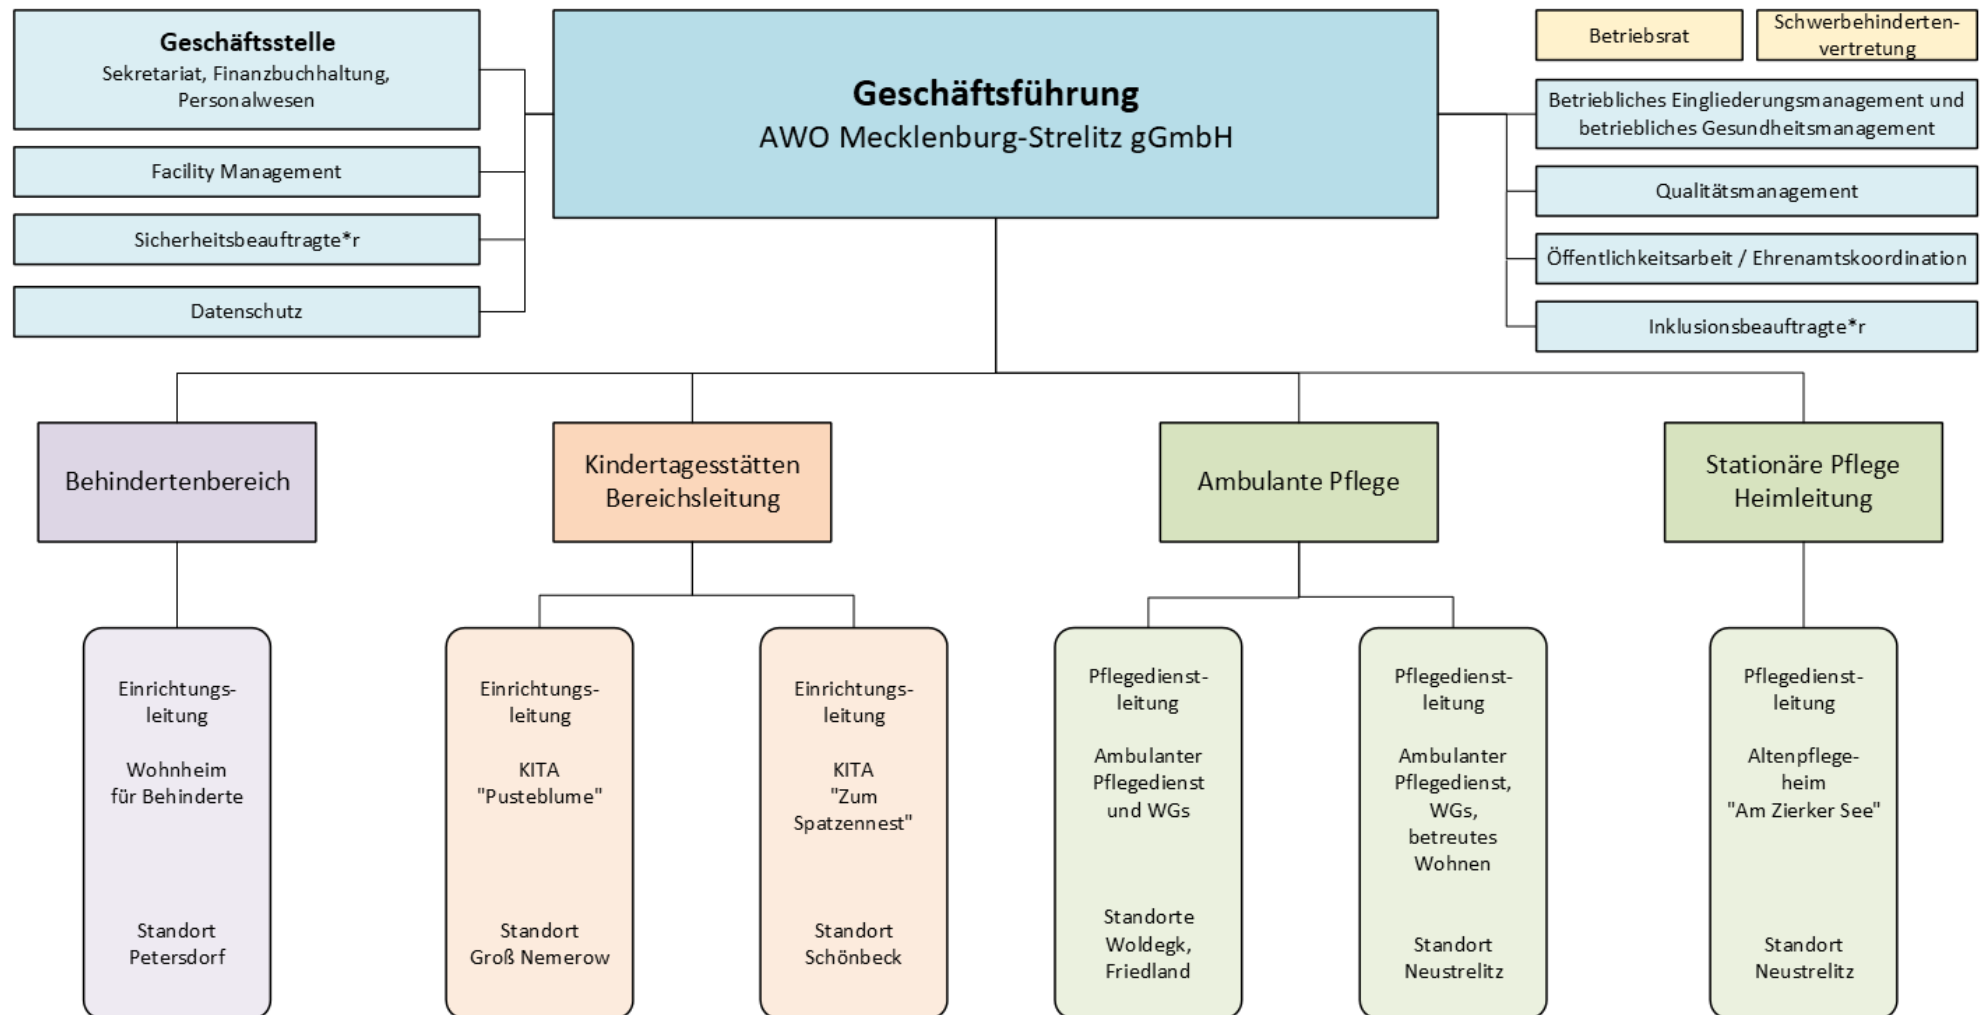 Geschäftsstelle
Sekretariat, Finanzbuchhaltung,
Personalwesen
Facility Management
Sicherheitsbeauftragte*r
Datenschutz
Geschäftsführung
AWO Mecklenburg-Strelitz gGmbH
Betriebsrat
Schwerbehinderten-
vertretung
Betriebliches Eingliederungsmanagement und
betriebliches Gesundheitsmanagement
Qualitätsmanagement
Öffentlichkeitsarbeit / Ehrenamtskoordination
Inklusionsbeauftragte*r
Behindertenbereich
Kindertagesstätten
Bereichsleitung
Ambulante Pflege
Stationäre Pflege
Heimleitung
Einrichtungs-
leitung
Wohnheim
für Behinderte
Standort
Petersdorf
Einrichtungs-
leitung
KITA
"Pusteblume"
Standort
Groß Nemerow
Einrichtungs-
leitung
KITA
"Zum
Spatzennest"
Standort
Schönbeck
Pflegedienst-
leitung
Ambulanter
Pflegedienst
und WGs
Standorte
Woldegk,
Friedland
Pflegedienst-
leitung
Ambulanter
Pflegedienst,
WGs,
betreutes
Wohnen
Standort
Neustrelitz
Pflegedienst-
leitung
Altenpflege-
heim
"Am Zierker See"
Standort
Neustrelitz